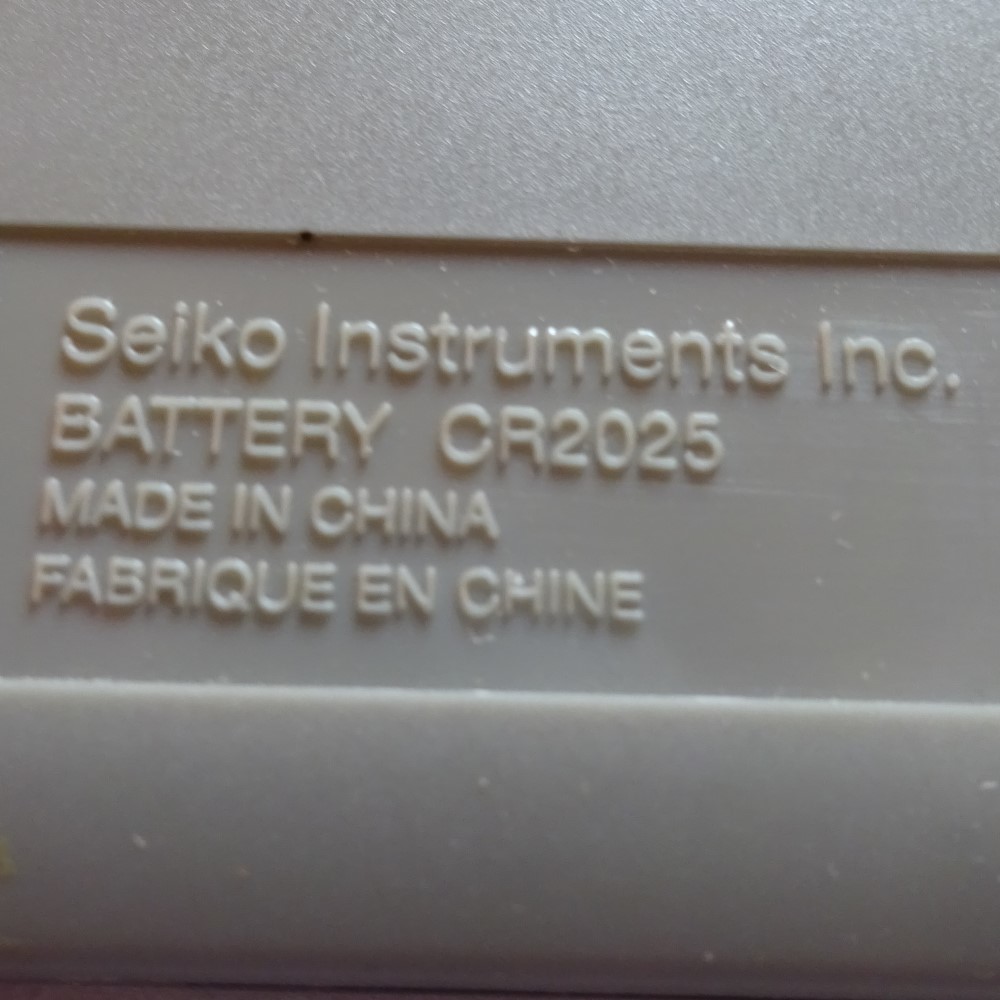 Seiko Instruments Inc.
BATTERY CR2025
MADE IN CHINA
FABRIQUE EN CHINE